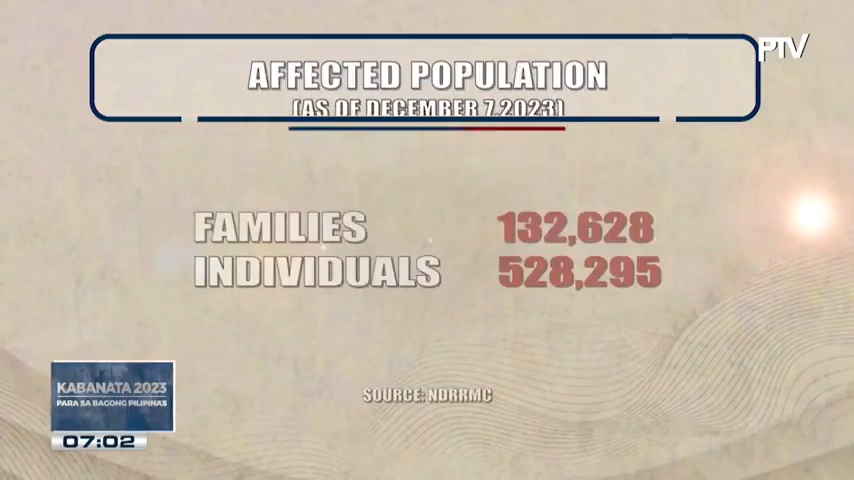 PTV
AFFECTED POPULATION
(AS OF DECEMBER 7,2023)
FAMILIES 132,628
INDIVIDUALS 528,295
SOURCE: NDRRMC
KABANATA 2023
PARA SA BAGONG PILIPINAS
07:02